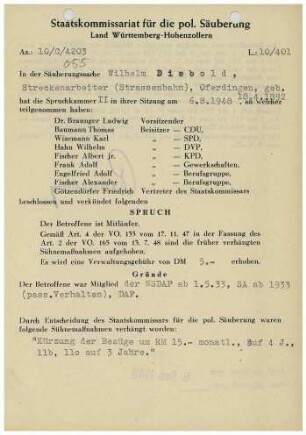 Staatskommissariat für die pol. Säuberung
Land Württemberg-Hohenzollern
Az.: 10/C/4203
L.: 10/401
055
In der Säuberungssache Wilhelm Diebold,
Streckenarbeiter (Strassenbahn), Oferdingen, geb.
18.4.1892
hat die Spruchkammer II in ihrer Sitzung am 6.8.1948, an welcher
teilgenommen haben:
Dr. Braunger Ludwig Vorsitzender
Baumann Thomas Beisitzer — CDU,
Wizemann Karl „ — SPD,
Hahn Wilhelm „ — DVP,
Fischer Albert jr. „ — KPD,
Frank Adolf „ — Gewerkschaften,
Engelfried Adolf „ — Berufsgruppe,
Fischer Alexander „ — Berufsgruppe,
Götzendörfer Friedrich Vertreter des Staatskommissars
beschlossen und verkündet folgenden
SPRUCH
Der Betroffene ist Mitläufer.
Gemäß Art. 4 der VO. 133 vom 17. 11. 47 in der Fassung des
Art. 2 der VO. 165 vom 13. 7. 48 sind die früher verhängten
Sühnemaßnahmen aufgehoben.
Es wird eine Verwaltungsgebühr von DM 5.- erhoben.
Gründe
Der Betroffene war Mitglied der NSDAP ab 1.5.33, SA ab 1933
(pass.Verhalten), DAF.
Durch Entscheidung des Staatskommissars für die pol. Säuberung waren
folgende Sühnemaßnahmen verhängt worden:
"Kürzung der Bezüge um RM 15.- monatl., auf 4 J.,
11b, 11c auf 3 Jahre."